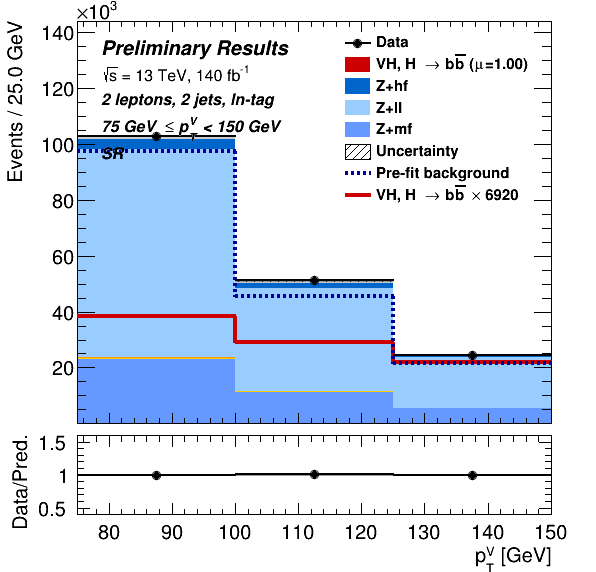 ×10³
Events / 25.0 GeV
140
120
100
80
60
40
20
Preliminary Results
√s = 13 TeV, 140 fb⁻¹
2 leptons, 2 jets, ln-tag
75 GeV ≤ p_T^V < 150 GeV
SR
Data
VH, H → bb̅ (μ=1.00)
Z+hf
Z+ll
Z+mf
Uncertainty
Pre-fit background
VH, H → bb̅ × 6920
Data/Pred.
1.5
1
0.5
80 90 100 110 120 130 140 150
p_T^V [GeV]